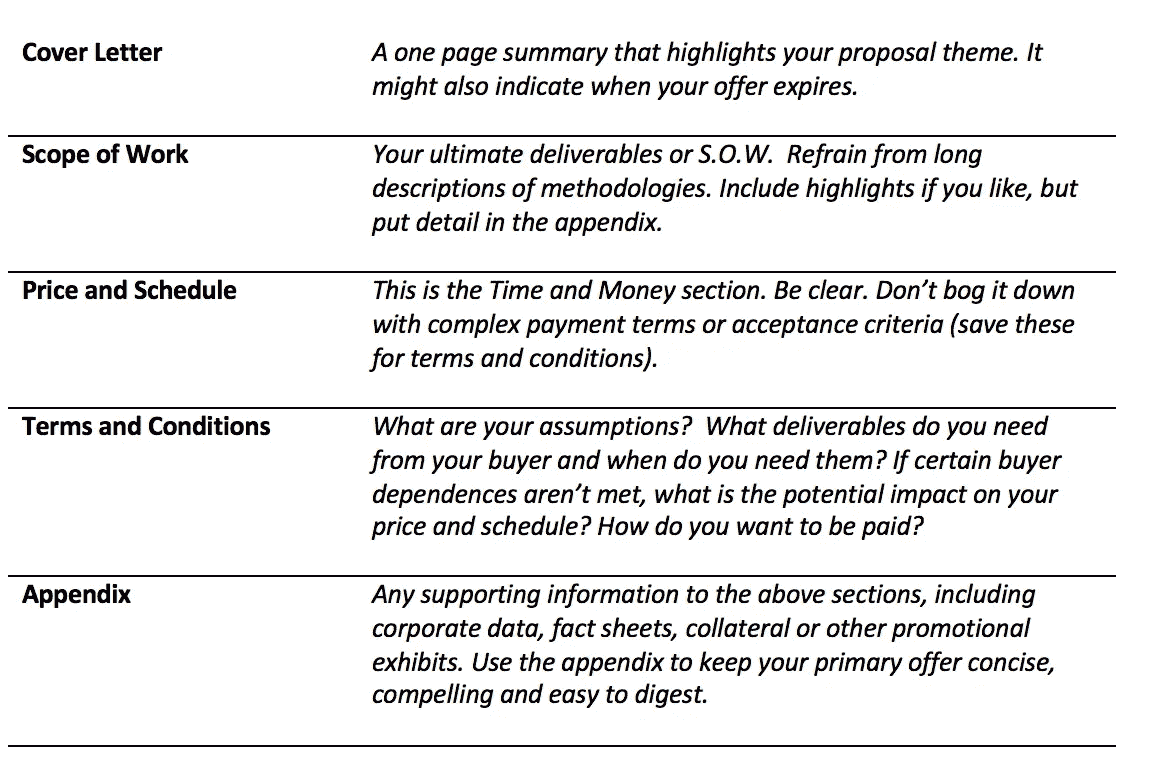 Cover Letter
A one page summary that highlights your proposal theme. It
might also indicate when your offer expires.
Scope of Work
Your ultimate deliverables or S.O.W.  Refrain from long
descriptions of methodologies. Include highlights if you like, but
put detail in the appendix.
Price and Schedule
This is the Time and Money section. Be clear. Don’t bog it down
with complex payment terms or acceptance criteria (save these
for terms and conditions).
Terms and Conditions
What are your assumptions?  What deliverables do you need
from your buyer and when do you need them? If certain buyer
dependences aren’t met, what is the potential impact on your
price and schedule? How do you want to be paid?
Appendix
Any supporting information to the above sections, including
corporate data, fact sheets, collateral or other promotional
exhibits. Use the appendix to keep your primary offer concise,
compelling and easy to digest.